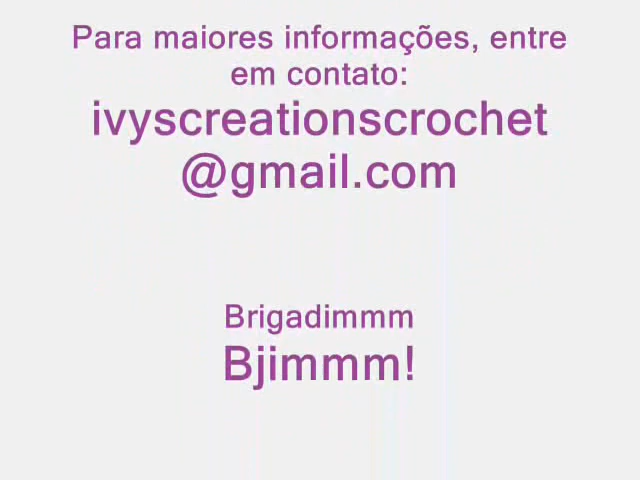 Para maiores informações, entre
em contato:
ivyscreationscrochet
@gmail.com
Brigadimmm
Bjimmm!